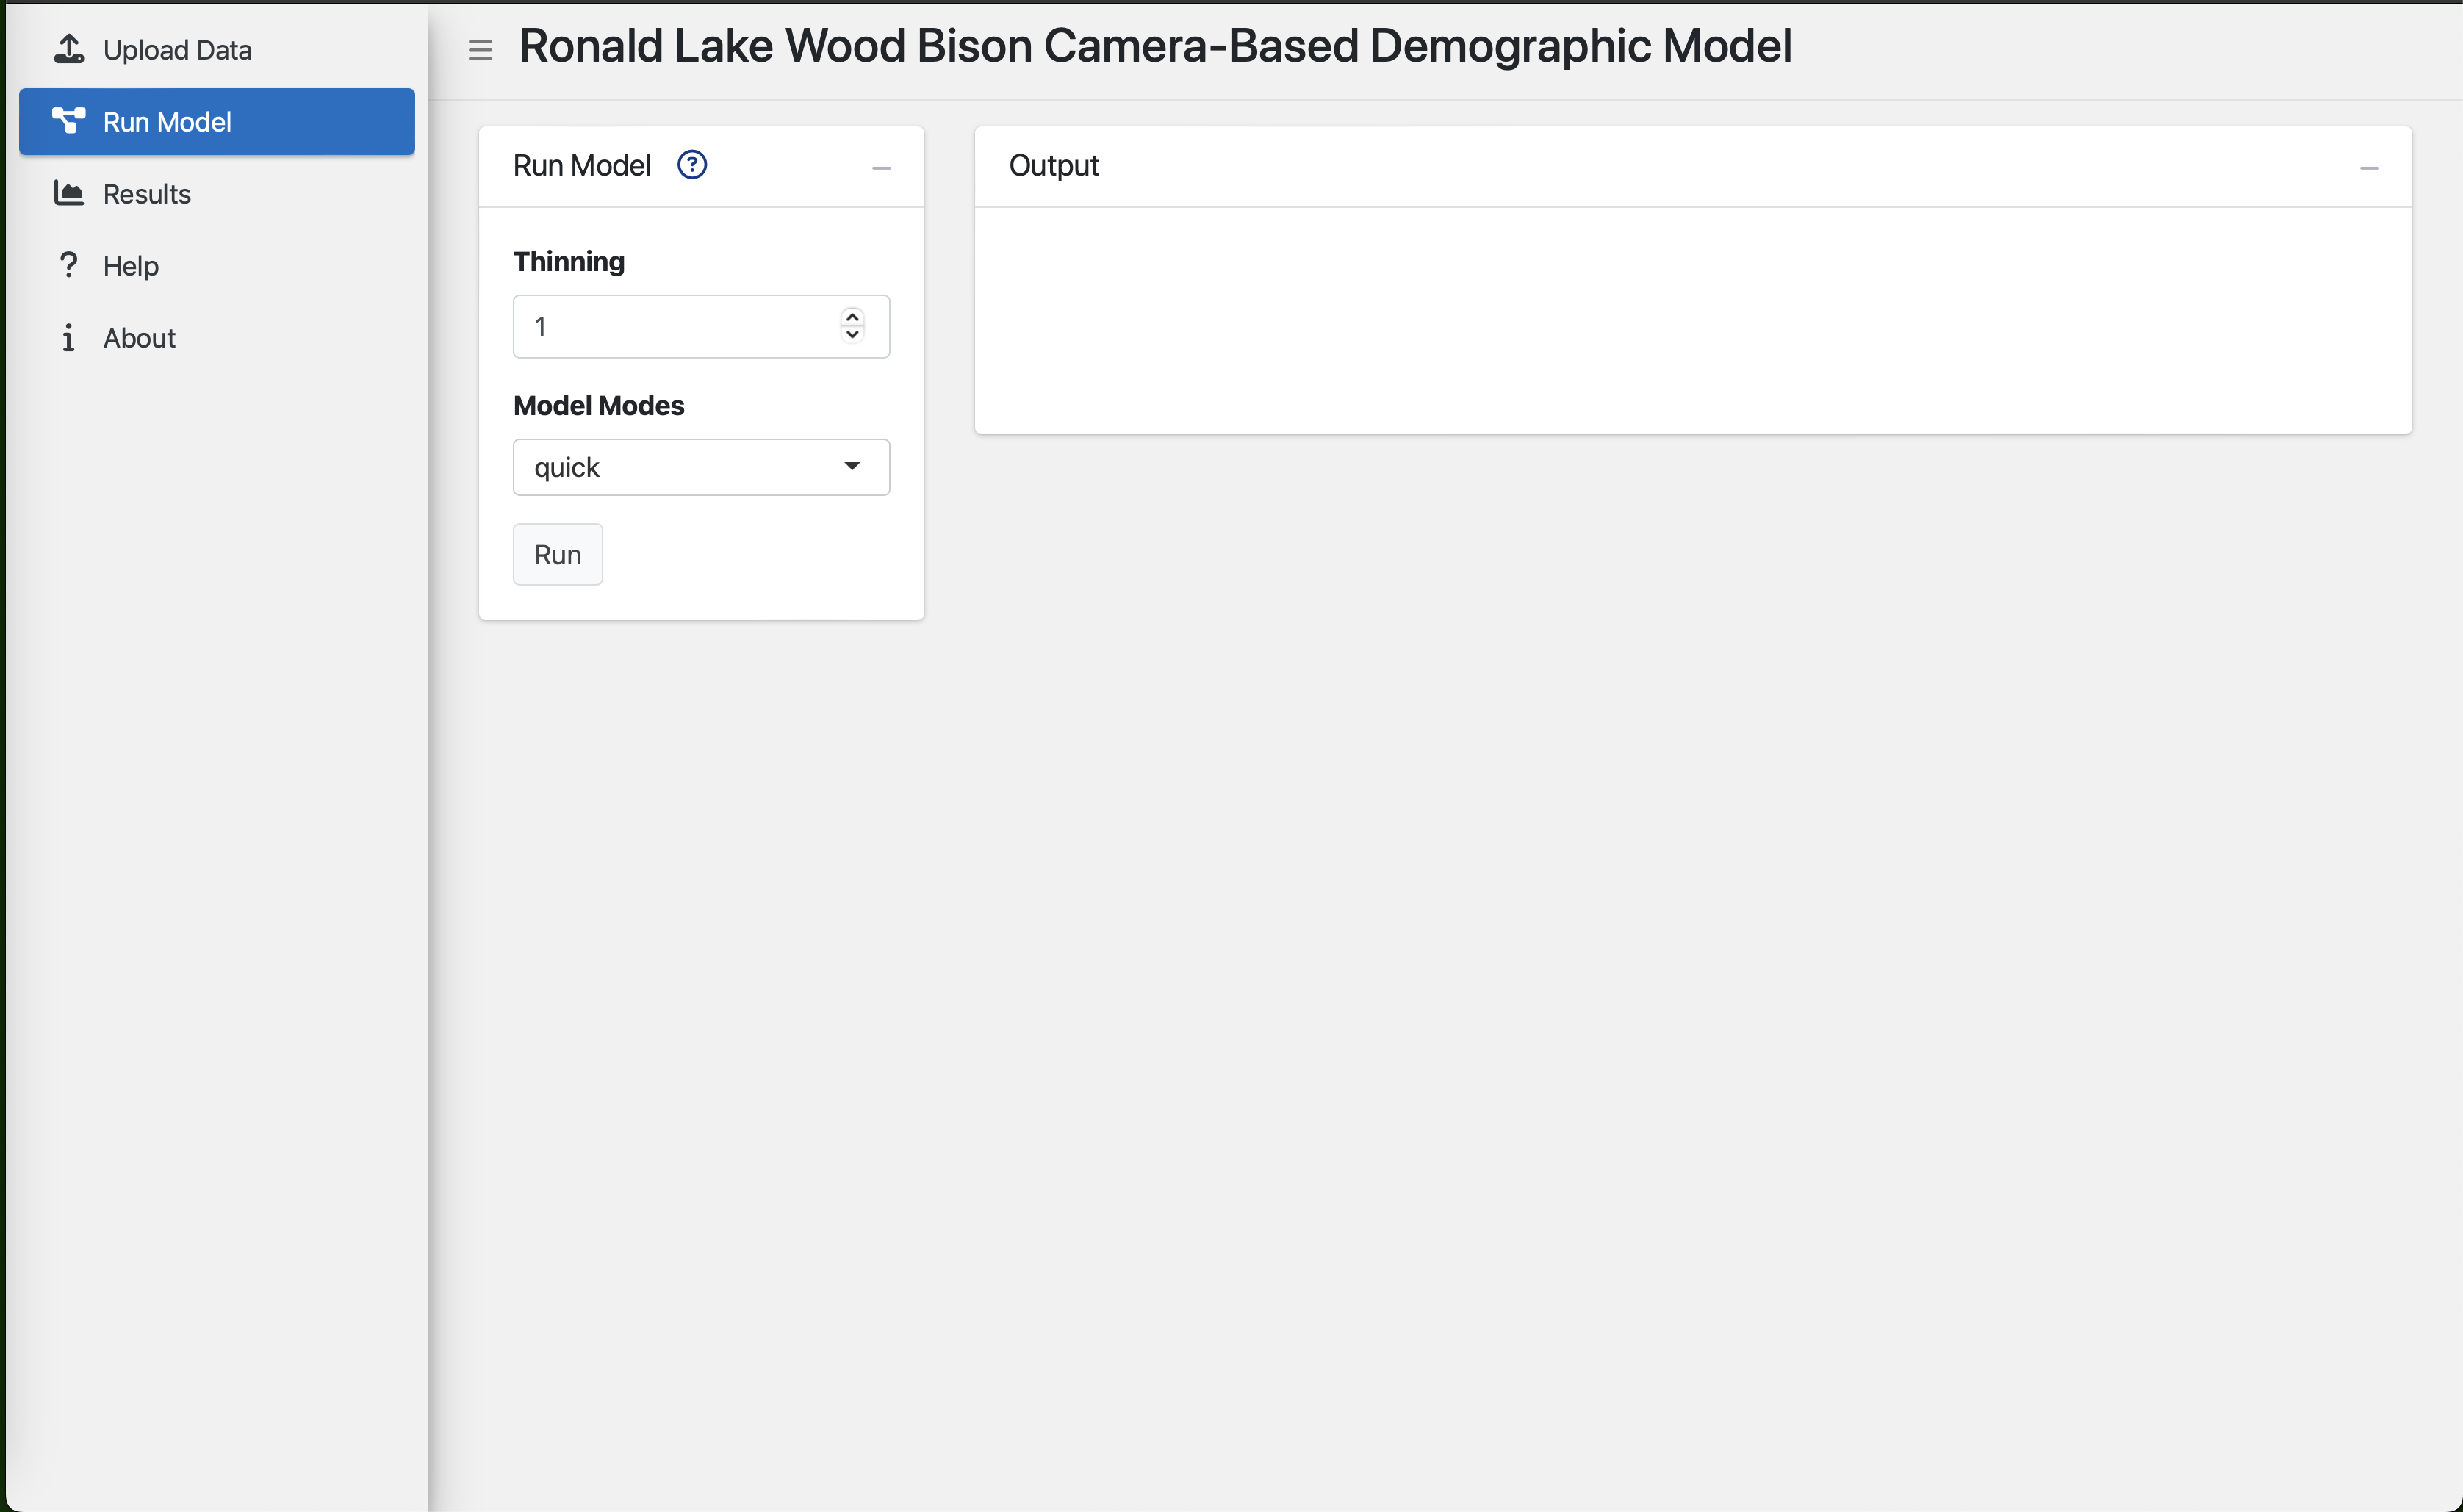 Upload Data
Run Model
Results
Help
About
Ronald Lake Wood Bison Camera-Based Demographic Model
Run Model
Thinning
1
Model Modes
quick
Run
Output